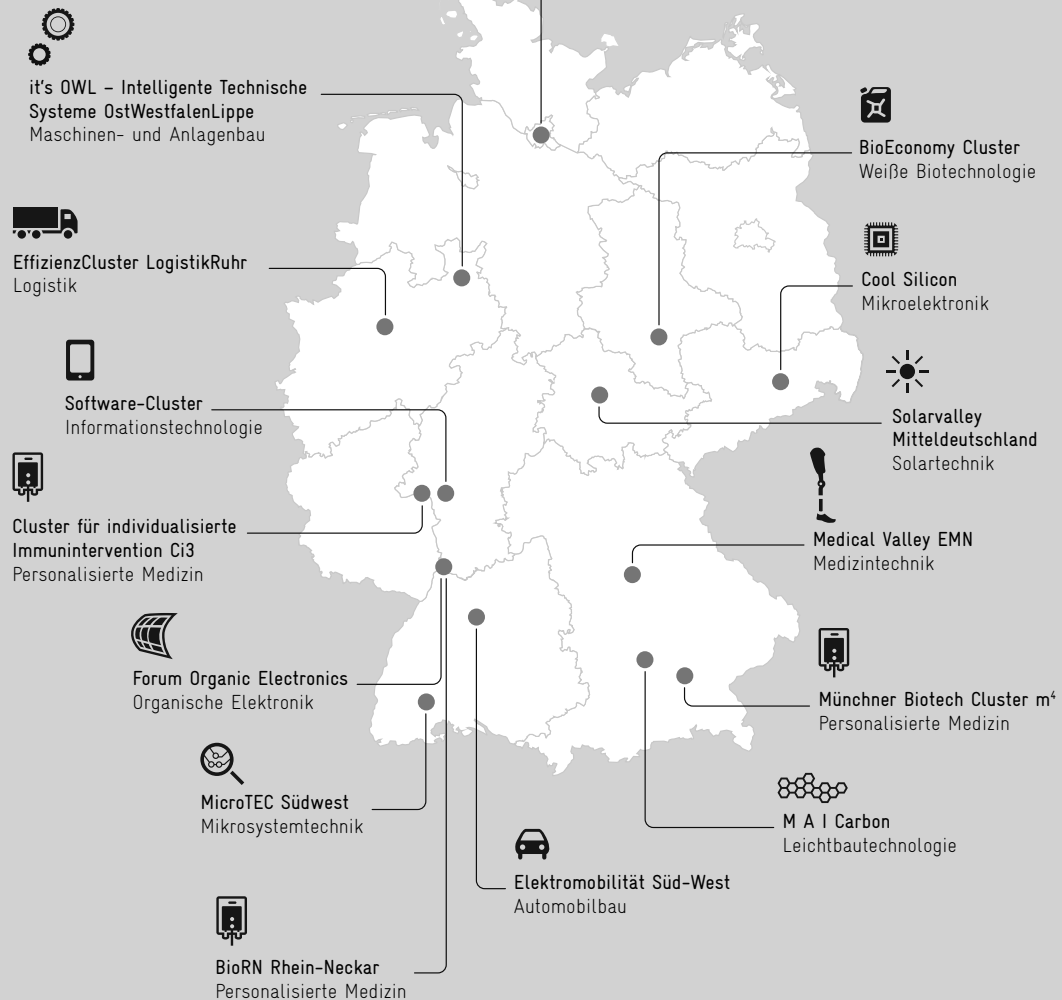 it's OWL – Intelligente Technische
Systeme OstWestfalenLippe
Maschinen- und Anlagenbau
EffizienzCluster LogistikRuhr
Logistik
Software-Cluster
Informationstechnologie
Cluster für individualisierte
Immunintervention Ci3
Personalisierte Medizin
Forum Organic Electronics
Organische Elektronik
MicroTEC Südwest
Mikrosystemtechnik
BioRN Rhein-Neckar
Personalisierte Medizin
Elektromobilität Süd-West
Automobilbau
BioEconomy Cluster
Weiße Biotechnologie
Cool Silicon
Mikroelektronik
Solarvalley
Mitteldeutschland
Solartechnik
Medical Valley EMN
Medizintechnik
Münchner Biotech Cluster m⁴
Personalisierte Medizin
M A I Carbon
Leichtbautechnologie